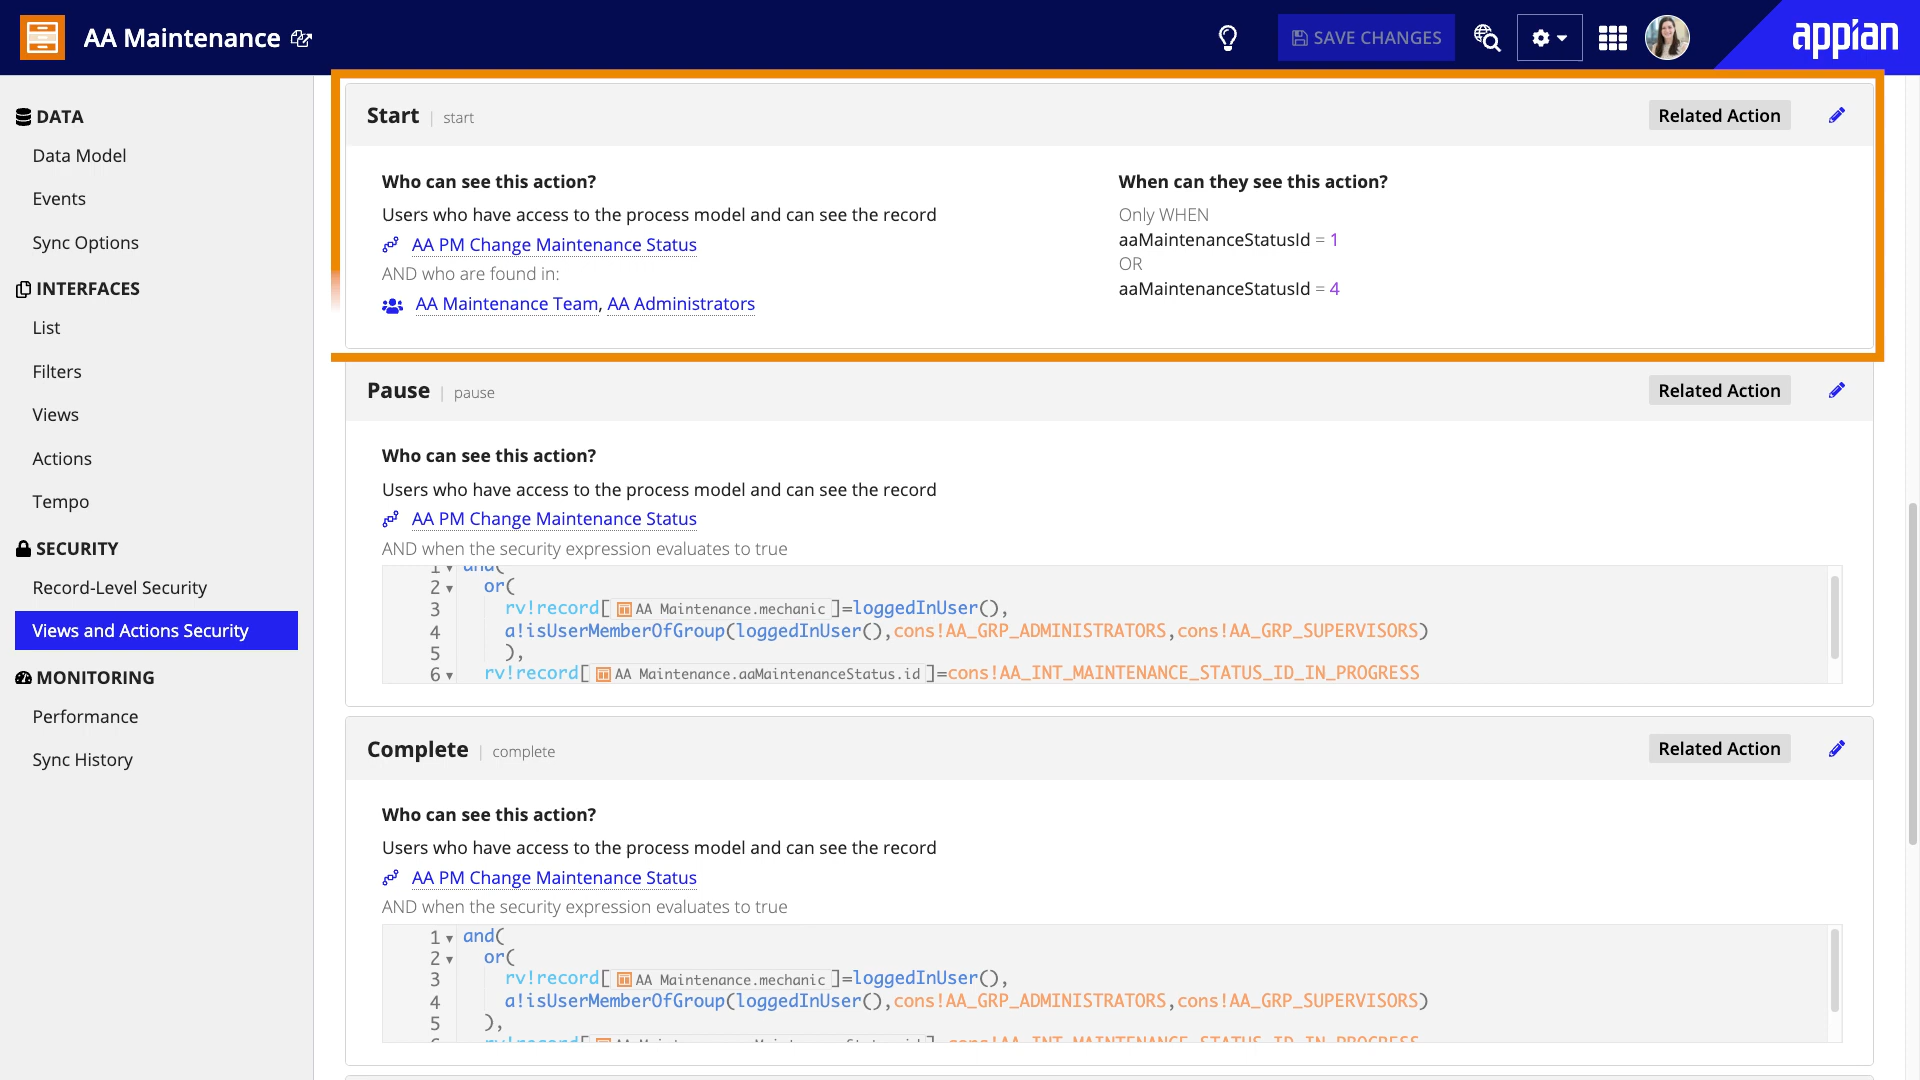 AA Maintenance
SAVE CHANGES
appian
DATA
Data Model
Events
Sync Options
INTERFACES
List
Filters
Views
Actions
Tempo
SECURITY
Record-Level Security
Views and Actions Security
MONITORING
Performance
Sync History
Start | start
Related Action
Who can see this action?
Users who have access to the process model and can see the record
AA PM Change Maintenance Status
AND who are found in:
AA Maintenance Team, AA Administrators
When can they see this action?
Only WHEN
aaMaintenanceStatusId = 1
OR
aaMaintenanceStatusId = 4
Pause | pause
Related Action
Who can see this action?
Users who have access to the process model and can see the record
AA PM Change Maintenance Status
AND when the security expression evaluates to true
1 and(
2 or(
3 rv!record[ AA Maintenance.mechanic ]=loggedInUser(),
4 a!isUserMemberOfGroup(loggedInUser(),cons!AA_GRP_ADMINISTRATORS,cons!AA_GRP_SUPERVISORS)
5 ),
6 rv!record[ AA Maintenance.aaMaintenanceStatus.id ]=cons!AA_INT_MAINTENANCE_STATUS_ID_IN_PROGRESS
Complete | complete
Related Action
Who can see this action?
Users who have access to the process model and can see the record
AA PM Change Maintenance Status
AND when the security expression evaluates to true
1 and(
2 or(
3 rv!record[ AA Maintenance.mechanic ]=loggedInUser(),
4 a!isUserMemberOfGroup(loggedInUser(),cons!AA_GRP_ADMINISTRATORS,cons!AA_GRP_SUPERVISORS)
5 ),